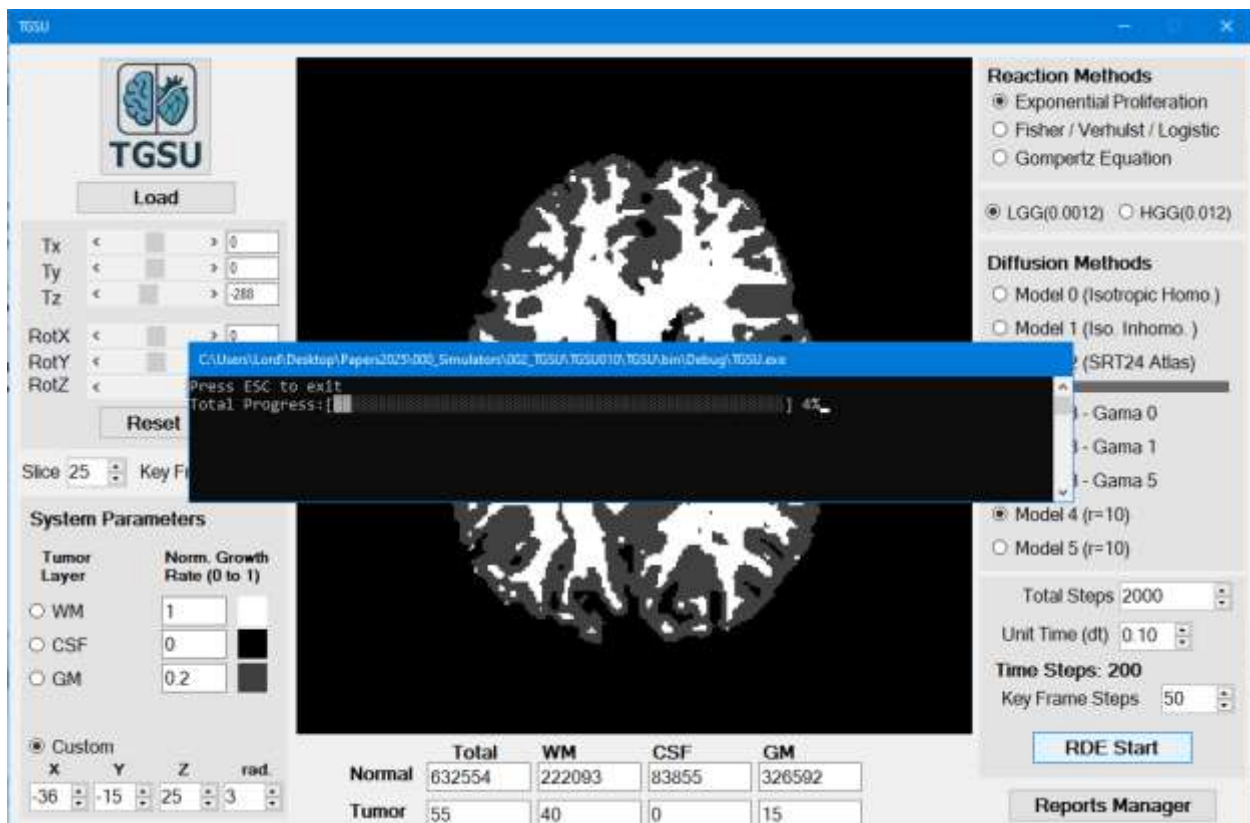 TGSU
TGSU
Load
Tx 0
Ty 0
Tz -288
RotX 0
RotY
RotZ
Reset
Slice 25 Key
System Parameters
Tumor Layer
Norm. Growth Rate (0 to 1)
WM 1
CSF 0
GM 0.2
Custom
X Y Z rad.
-36 -15 25 3
C:\Users\Lord\Desktop\Papers2025\000_Simulators\002_TGSU\TGSU010\TGSU\bin\Debug\TGSU.exe
Press ESC to exit
Total Progress:[ ] 4%
Total WM CSF GM
Normal 632554 222093 83855 326592
Tumor 55 40 0 15
Reaction Methods
Exponential Proliferation
Fisher / Verhulst / Logistic
Gompertz Equation
LGG(0.0012) HGG(0.012)
Diffusion Methods
Model 0 (Isotropic Homo.)
Model 1 (Iso. Inhomo. )
(SRT24 Atlas)
- Gama 0
- Gama 1
- Gama 5
Model 4 (r=10)
Model 5 (r=10)
Total Steps 2000
Unit Time (dt) 0.10
Time Steps: 200
Key Frame Steps 50
RDE Start
Reports Manager